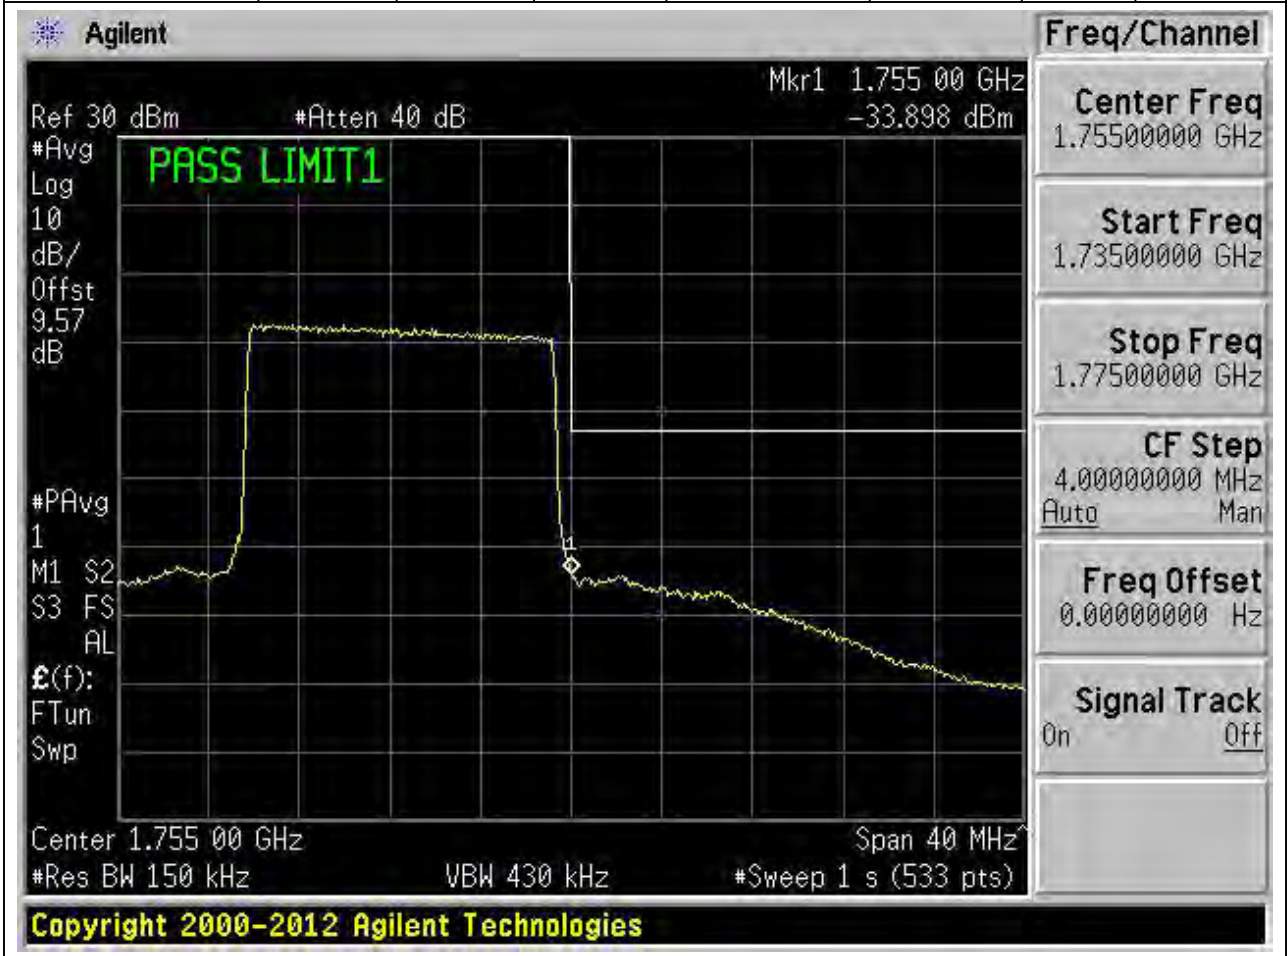 Agilent
Freq/Channel
Mkr1 1.755 00 GHz
Ref 30 dBm #Atten 40 dB -33.898 dBm
#Avg
Log
10
dB/
Offst
9.57
dB
PASS LIMIT1
1
#PAvg
1
M1 S2
S3 FS
AL
£(f):
FTun
Swp
Center 1.755 00 GHz Span 40 MHz^
#Res BW 150 kHz VBW 430 kHz #Sweep 1 s (533 pts)
Copyright 2000-2012 Agilent Technologies
Center Freq
1.75500000 GHz
Start Freq
1.73500000 GHz
Stop Freq
1.77500000 GHz
CF Step
4.00000000 MHz
Auto Man
Freq Offset
0.00000000 Hz
Signal Track
On Off